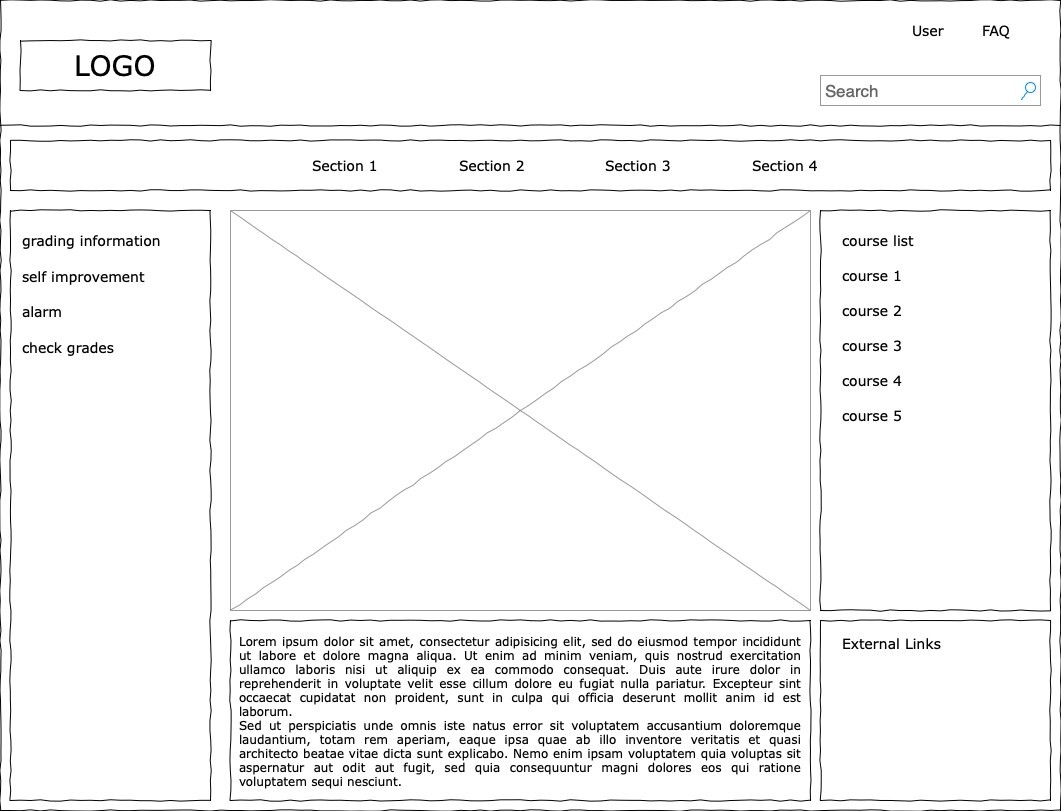 User FAQ
LOGO
Search
Section 1 Section 2 Section 3 Section 4
grading information
self improvement
alarm
check grades
course list
course 1
course 2
course 3
course 4
course 5
Lorem ipsum dolor sit amet, consectetur adipisicing elit, sed do eiusmod tempor incididunt
ut labore et dolore magna aliqua. Ut enim ad minim veniam, quis nostrud exercitation
ullamco laboris nisi ut aliquip ex ea commodo consequat. Duis aute irure dolor in
reprehenderit in voluptate velit esse cillum dolore eu fugiat nulla pariatur. Excepteur sint
occaecat cupidatat non proident, sunt in culpa qui officia deserunt mollit anim id est
laborum.
Sed ut perspiciatis unde omnis iste natus error sit voluptatem accusantium doloremque
laudantium, totam rem aperiam, eaque ipsa quae ab illo inventore veritatis et quasi
architecto beatae vitae dicta sunt explicabo. Nemo enim ipsam voluptatem quia voluptas sit
aspernatur aut odit aut fugit, sed quia consequuntur magni dolores eos qui ratione
voluptatem sequi nesciunt.
External Links